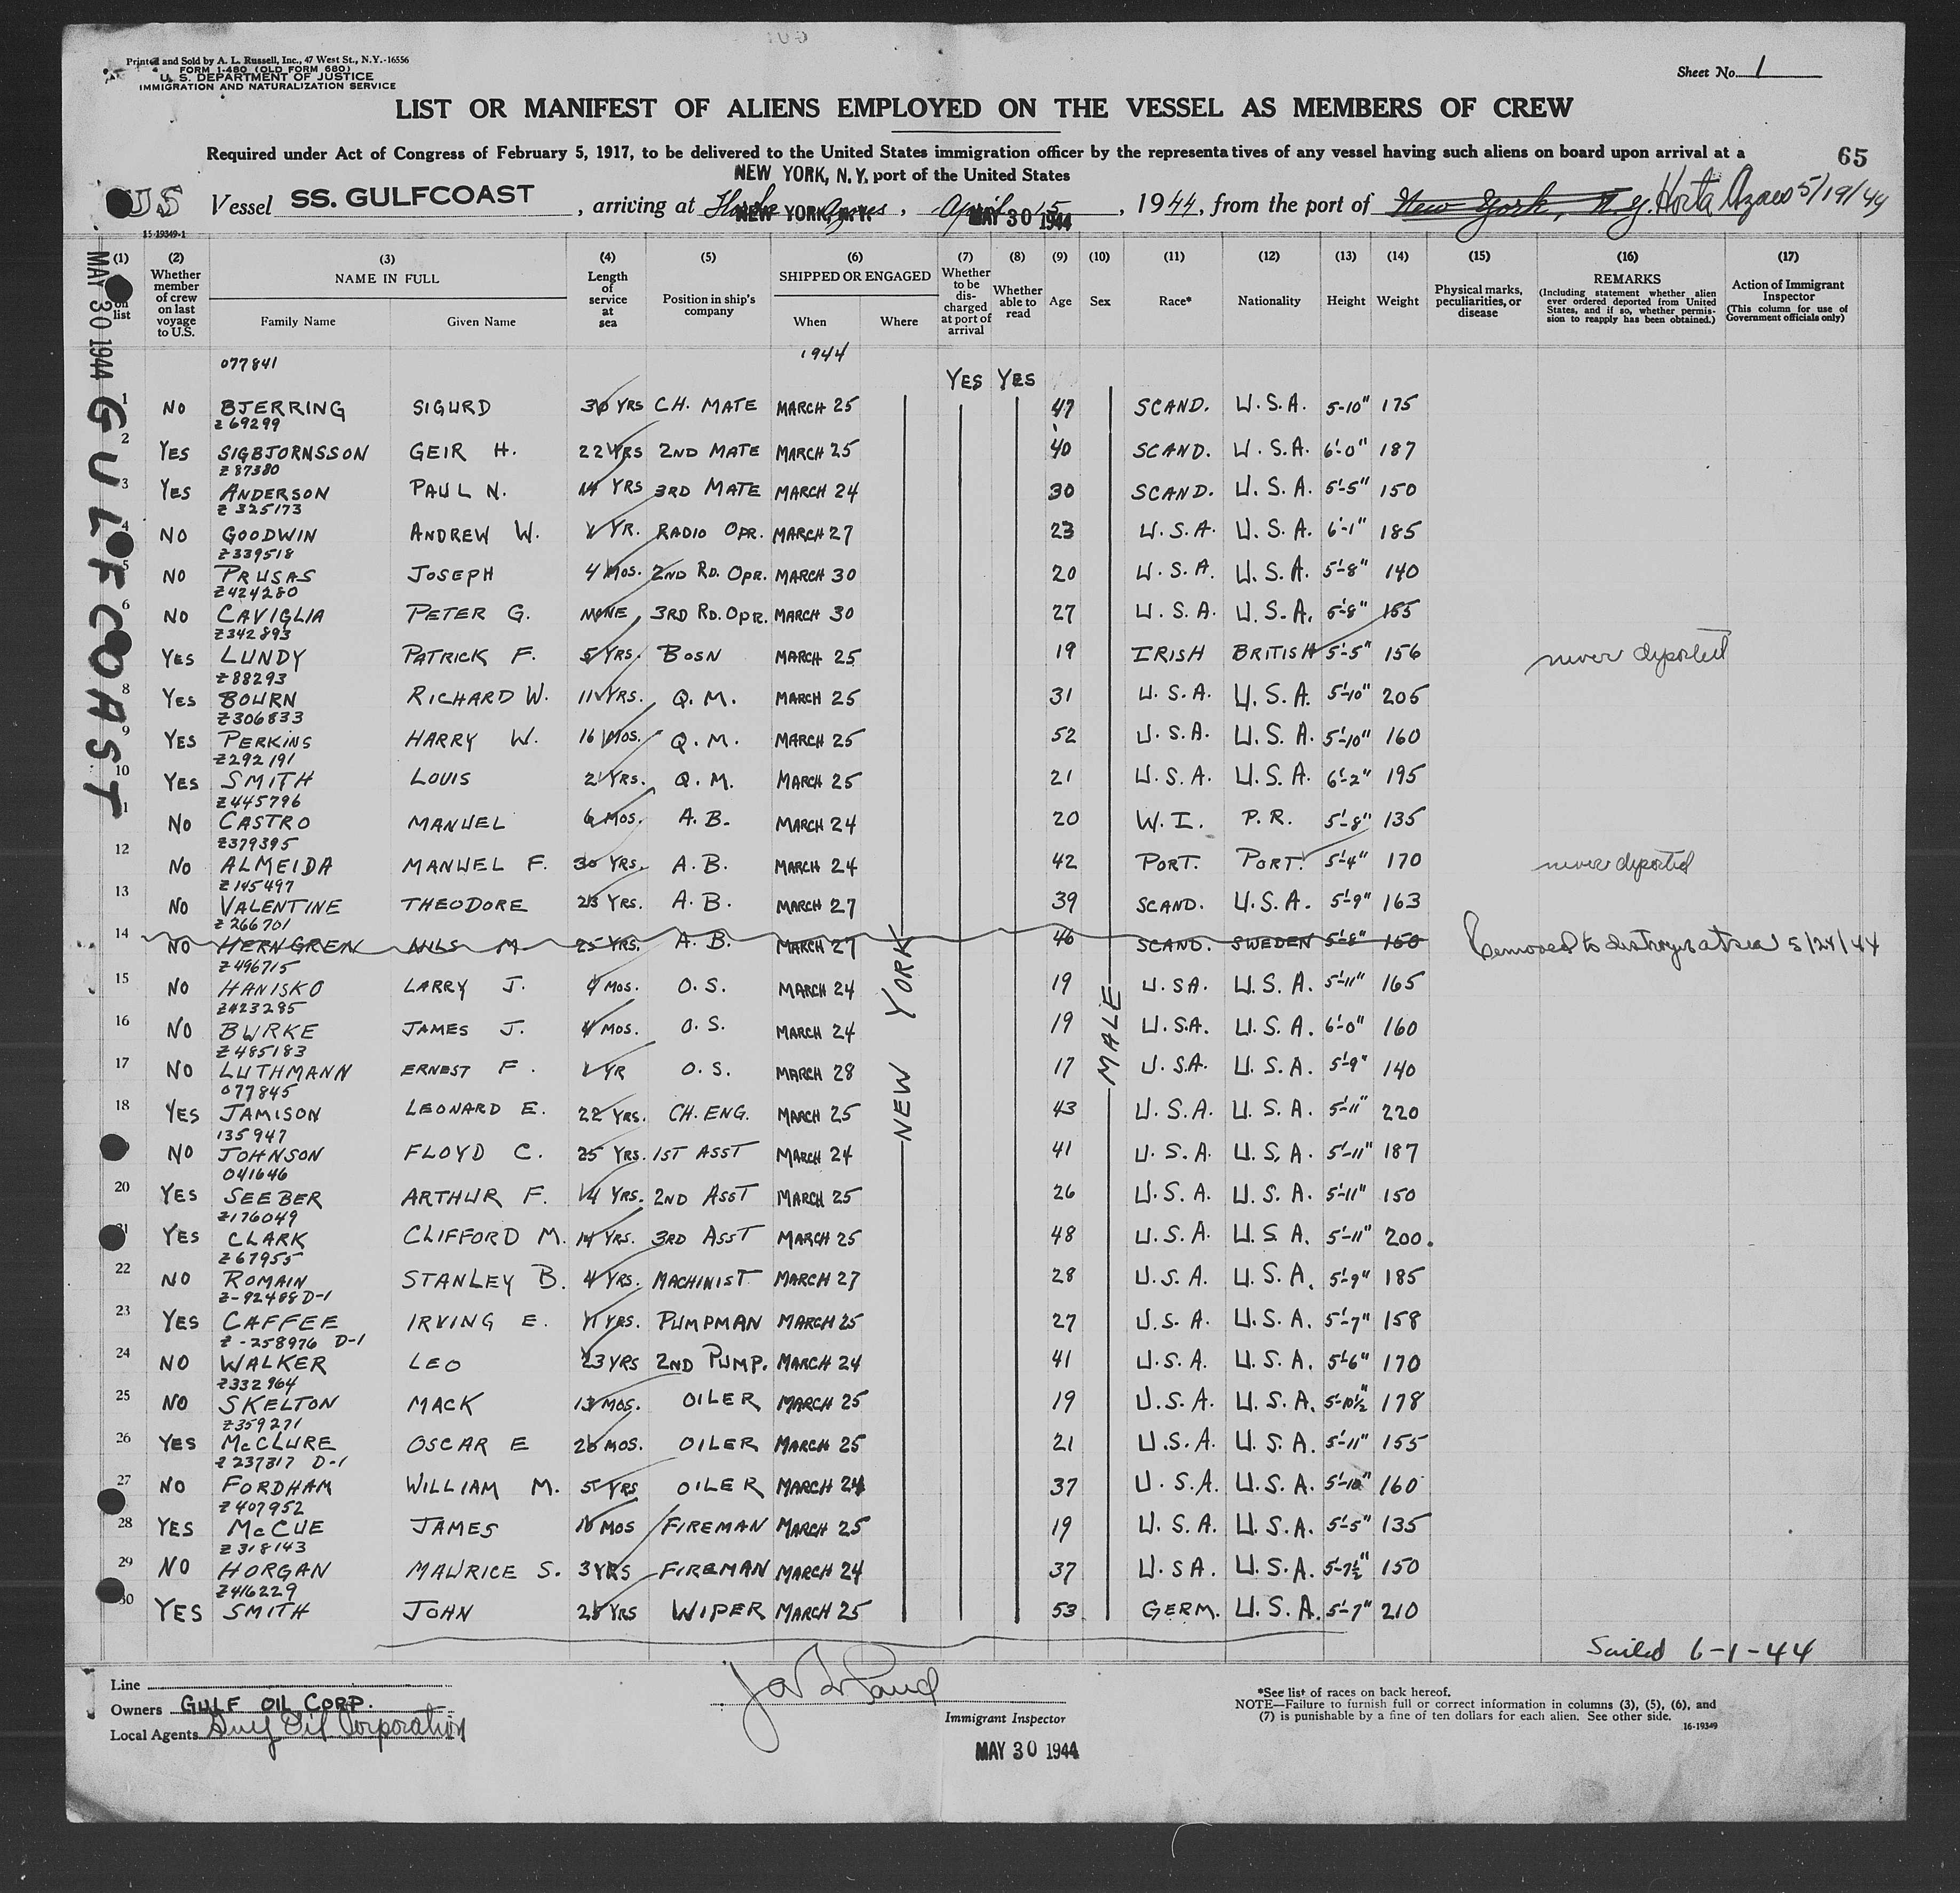 Printed and Sold by A. L. Russell, Inc., 47 West St., N.Y.-16556
FORM I-480 (OLD FORM 680)
U. S. DEPARTMENT OF JUSTICE
IMMIGRATION AND NATURALIZATION SERVICE
Sheet No. 1
LIST OR MANIFEST OF ALIENS EMPLOYED ON THE VESSEL AS MEMBERS OF CREW
Required under Act of Congress of February 5, 1917, to be delivered to the United States immigration officer by the representatives of any vessel having such aliens on board upon arrival at a
65
NEW YORK, N. Y. port of the United States
US Vessel SS. GULFCOAST, arriving at NEW YORK, N.Y., April 15 MAY 30 1944, 1944, from the port of New York, N.Y. Horta Azores 5/19/44
15-19349-1
MAY 30 1944 GULFCOAST
(1) on list (2) Whether member of crew on last voyage to U.S. (3) NAME IN FULL Family Name Given Name (4) Length of service at sea (5) Position in ship's company (6) SHIPPED OR ENGAGED When Where (7) Whether to be discharged at port of arrival (8) Whether able to read (9) Age (10) Sex (11) Race* (12) Nationality (13) Height (14) Weight (15) Physical marks, peculiarities, or disease (16) REMARKS (Including statement whether alien ever ordered deported from United States, and if so, whether permission to reapply has been obtained.) (17) Action of Immigrant Inspector (This column for use of Government officials only)
077841 1944
YES YES
1 NO BJERRING SIGURD 30 YRS CH. MATE MARCH 25 47 SCAND. U.S.A. 5-10" 175
Z69299
2 YES SIGBJORNSSON GEIR H. 22 YRS 2ND MATE MARCH 25 40 SCAND. U.S.A. 6'-0" 187
Z87380
3 YES ANDERSON PAUL N. 14 YRS 3RD MATE MARCH 24 30 SCAND. U.S.A. 5'-5" 150
Z 325173
4 NO GOODWIN ANDREW W. 1 YR. RADIO OPR. MARCH 27 23 U.S.A. U.S.A. 6'-1" 185
Z339518
5 NO PRUSAS JOSEPH 4 MOS. 2ND RD. OPR. MARCH 30 20 U.S.A. U.S.A. 5'-8" 140
Z424280
6 NO CAVIGLIA PETER G. NONE 3RD RD. OPR. MARCH 30 27 U.S.A. U.S.A. 5'-8" 155
Z342893
YES LUNDY PATRICK F. 5 YRS. BOSN MARCH 25 19 IRISH BRITISH 5'-5" 156 never deported
Z88293
8 YES BOURN RICHARD W. 11 YRS. Q.M. MARCH 25 31 U.S.A. U.S.A. 5'-10" 205
Z306833
9 YES PERKINS HARRY W. 16 MOS. Q.M. MARCH 25 52 U.S.A. U.S.A. 5'-10" 160
Z292191
10 YES SMITH LOUIS 2 YRS. Q.M. MARCH 25 21 U.S.A. U.S.A. 6'-2" 195
Z445796
1 NO CASTRO MANUEL 6 MOS. A.B. MARCH 24 20 W.I. P.R. 5'-8" 135
Z379395
12 NO ALMEIDA MANUEL F. 30 YRS. A.B. MARCH 24 42 PORT. PORT. 5'-4" 170 never deported
Z145497
13 NO VALENTINE THEODORE 23 YRS. A.B. MARCH 27 39 SCAND. U.S.A. 5'-9" 163
Z266701
14 NO HERNGREN NILS M 25 YRS. A.B. MARCH 27 46 SCAND. SWEDEN 5'-8" 150 Removed to destroyer at sea 5/24/44
Z496715
15 NO HANISKO LARRY J. 9 MOS. O.S. MARCH 24 19 U.SA. U.S.A. 5'-11" 165
Z423285
16 NO BURKE JAMES J. 4 MOS. O.S. MARCH 24 19 U.S.A. U.S.A. 6'-0" 160
Z485183
17 NO LUTHMANN ERNEST F. 1 YR O.S. MARCH 28 17 U.S.A. U.S.A. 5'-9" 140
077845
18 YES JAMISON LEONARD E. 22 YRS. CH. ENG. MARCH 25 43 U.S.A. U.S.A. 5'-11" 220
135947
NO JOHNSON FLOYD C. 25 YRS. 1ST ASST MARCH 24 41 U.S.A. U.S.A. 5'-11" 187
041646
20 YES SEEBER ARTHUR F. 14 YRS. 2ND ASST MARCH 25 26 U.S.A. U.S.A. 5'-11" 150
Z176049
21 YES CLARK CLIFFORD M. 14 YRS. 3RD ASST MARCH 25 48 U.S.A. U.S.A. 5'-11" 200.
Z67955
22 NO ROMAIN STANLEY B. 4 YRS. MACHINIST MARCH 27 28 U.S.A. U.S.A. 5'-9" 185
Z-92488 D-1
23 YES CAFFEE IRVING E. 11 YRS. PUMPMAN MARCH 25 27 U.S.A. U.S.A. 5'-7" 158
Z-258976 D-1
24 NO WALKER LEO 23 YRS 2ND PUMP. MARCH 24 41 U.S.A. U.S.A. 5'-6" 170
Z332964
25 NO SKELTON MACK 13 MOS. OILER MARCH 25 19 U.S.A. U.S.A. 5-10½" 178
Z359271
26 YES McCLURE OSCAR E 26 MOS. OILER MARCH 25 21 U.S.A. U.S.A. 5'-11" 155
Z237317 D-1
27 NO FORDHAM WILLIAM M. 5 YRS OILER MARCH 24 37 U.S.A. U.S.A. 5'-10" 160
Z407952
28 YES McCUE JAMES 18 MOS FIREMAN MARCH 25 19 U.S.A. U.S.A. 5'-5" 135
Z318143
29 NO HORGAN MAURICE S. 3 YRS FIREMAN MARCH 24 37 U.SA. U.S.A. 5'-7½" 150
Z416229
30 YES SMITH JOHN 25 YRS WIPER MARCH 25 53 GERM. U.S.A. 5'-7" 210
NEW YORK
MALE
Sailed 6-1-44
Line
Owners GULF OIL CORP.
Local Agents Oil Corporation
Immigrant Inspector
MAY 30 1944
*See list of races on back hereof.
NOTE—Failure to furnish full or correct information in columns (3), (5), (6), and
(7) is punishable by a fine of ten dollars for each alien. See other side.
16-19349